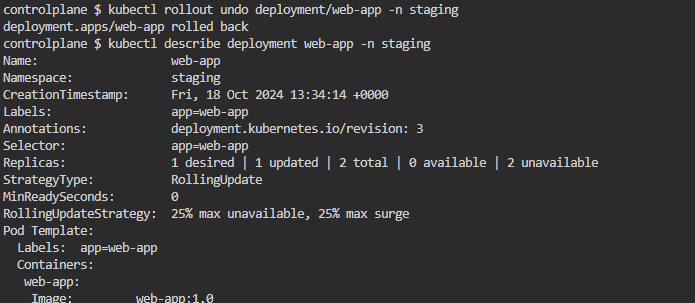 controlplane $ kubectl rollout undo deployment/web-app -n staging
deployment.apps/web-app rolled back
controlplane $ kubectl describe deployment web-app -n staging
Name:                   web-app
Namespace:              staging
CreationTimestamp:      Fri, 18 Oct 2024 13:34:14 +0000
Labels:                 app=web-app
Annotations:            deployment.kubernetes.io/revision: 3
Selector:               app=web-app
Replicas:               1 desired | 1 updated | 2 total | 0 available | 2 unavailable
StrategyType:           RollingUpdate
MinReadySeconds:        0
RollingUpdateStrategy:  25% max unavailable, 25% max surge
Pod Template:
  Labels:  app=web-app
  Containers:
   web-app:
    Image:        web-app:1.0